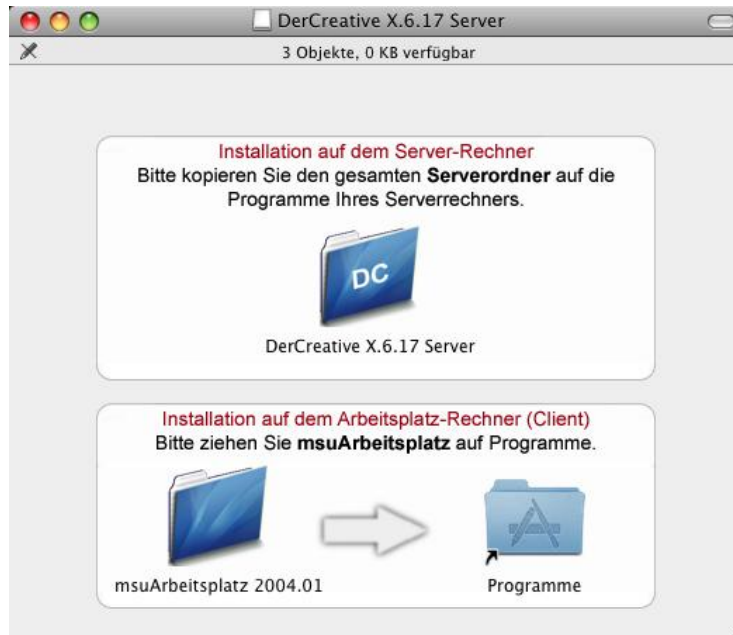 DerCreative X.6.17 Server
3 Objekte, 0 KB verfügbar
Installation auf dem Server-Rechner
Bitte kopieren Sie den gesamten Serverordner auf die
Programme Ihres Serverrechners.
DC
DerCreative X.6.17 Server
Installation auf dem Arbeitsplatz-Rechner (Client)
Bitte ziehen Sie msuArbeitsplatz auf Programme.
msuArbeitsplatz 2004.01
Programme